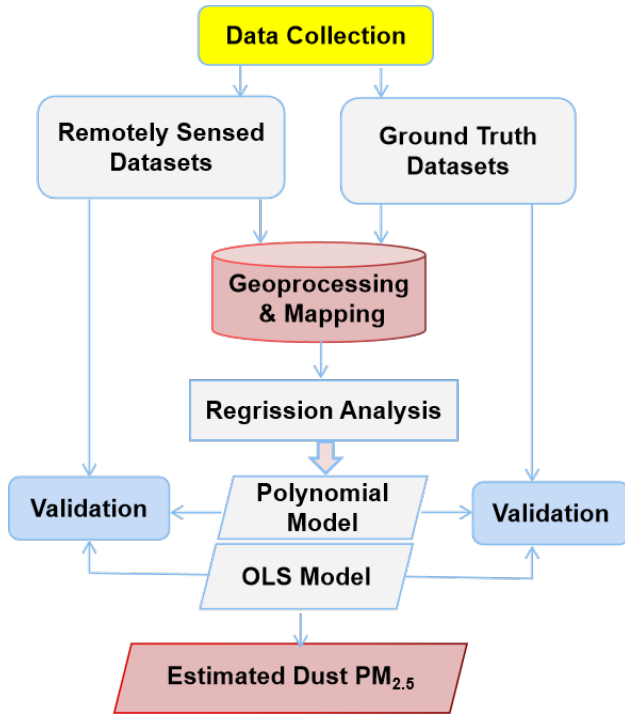 Data Collection
Remotely Sensed
Datasets
Ground Truth
Datasets
Geoprocessing
& Mapping
Regrission Analysis
Polynomial
Model
Validation
Validation
OLS Model
Estimated Dust PM₂.₅